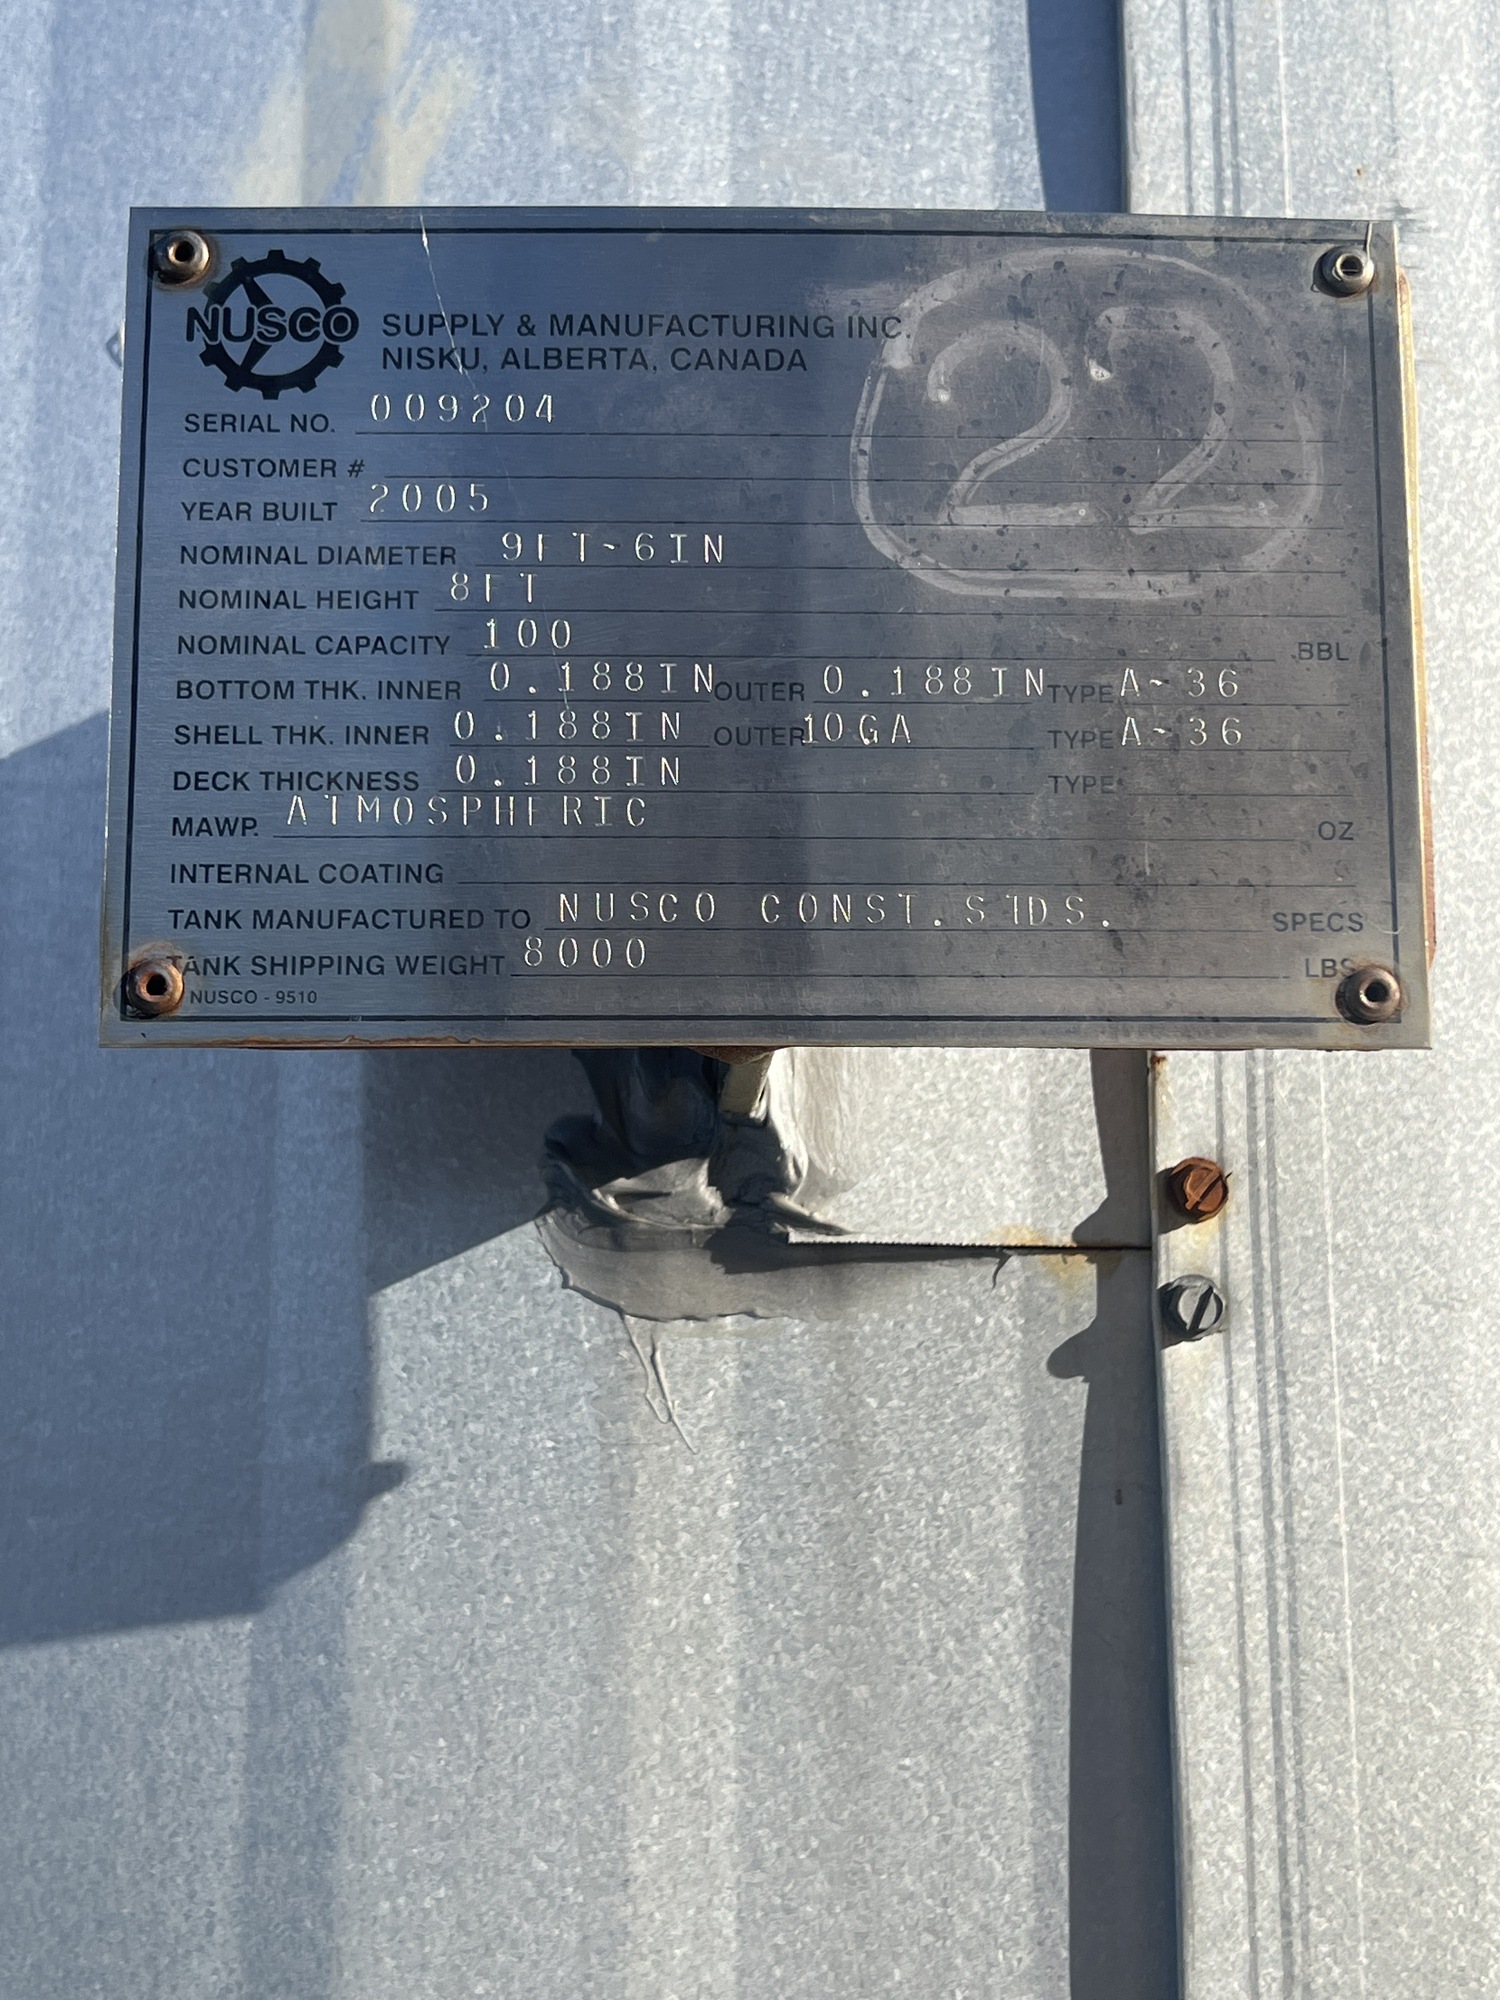 NUSCO SUPPLY & MANUFACTURING INC.
NISKU, ALBERTA, CANADA
22
SERIAL NO. 009204
CUSTOMER #
YEAR BUILT 2005
NOMINAL DIAMETER 9FT-6IN
NOMINAL HEIGHT 8FT
NOMINAL CAPACITY 100 BBL
BOTTOM THK. INNER 0.188IN OUTER 0.188IN TYPE A-36
SHELL THK. INNER 0.188IN OUTER 10GA TYPE A-36
DECK THICKNESS 0.188IN TYPE
MAWP. ATMOSPHERIC OZ
INTERNAL COATING
TANK MANUFACTURED TO NUSCO CONST. STDS. SPECS
TANK SHIPPING WEIGHT 8000 LBS
NUSCO - 9510